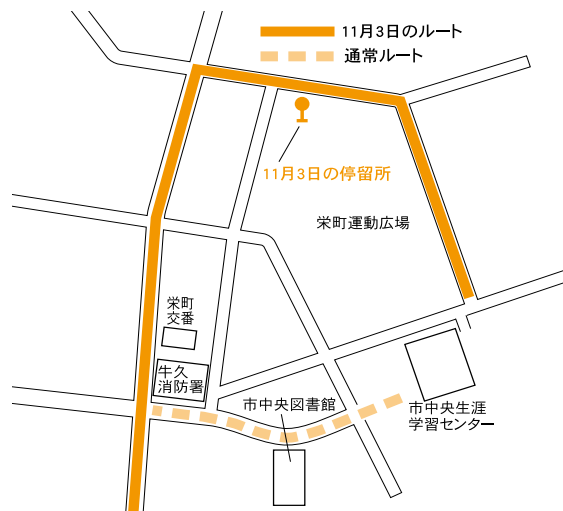 11月3日のルート
通常ルート
11月3日の停留所
栄町運動広場
栄町
交番
牛久
消防署
市中央図書館
市中央生涯
学習センター